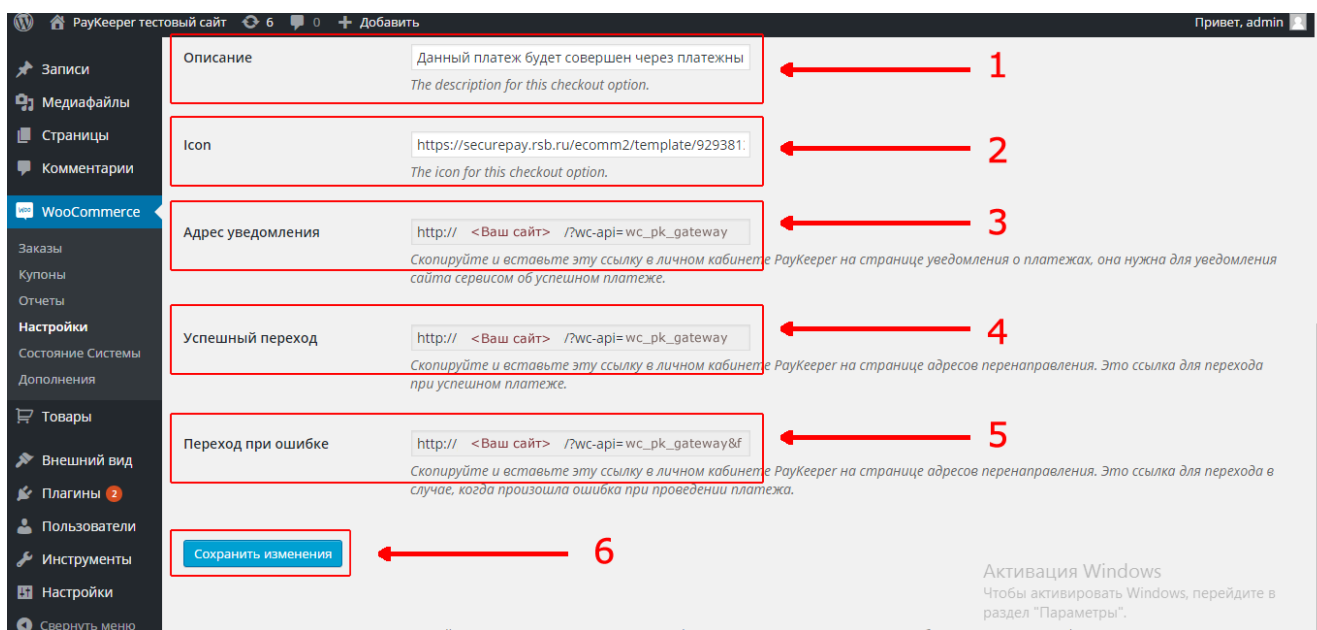 PayKeeper тестовый сайт 6 0 + Добавить Привет, admin
Записи
Медиафайлы
Страницы
Комментарии
WooCommerce
Заказы
Купоны
Отчеты
Настройки
Состояние Системы
Дополнения
Товары
Внешний вид
Плагины 2
Пользователи
Инструменты
Настройки
Свернуть меню
Описание Данный платеж будет совершен через платежны 1
The description for this checkout option.
Icon https://securepay.rsb.ru/ecomm2/template/929381 2
The icon for this checkout option.
Адрес уведомления http:// <Ваш сайт> /?wc-api=wc_pk_gateway 3
Скопируйте и вставьте эту ссылку в личном кабинете PayKeeper на странице уведомления о платежах, она нужна для уведомления
сайта сервисом об успешном платеже.
Успешный переход http:// <Ваш сайт> /?wc-api=wc_pk_gateway 4
Скопируйте и вставьте эту ссылку в личном кабинете PayKeeper на странице адресов перенаправления. Это ссылка для перехода
при успешном платеже.
Переход при ошибке http:// <Ваш сайт> /?wc-api=wc_pk_gateway&f 5
Скопируйте и вставьте эту ссылку в личном кабинете PayKeeper на странице адресов перенаправления. Это ссылка для перехода в
случае, когда произошла ошибка при проведении платежа.
Сохранить изменения 6
Активация Windows
Чтобы активировать Windows, перейдите в
раздел "Параметры".